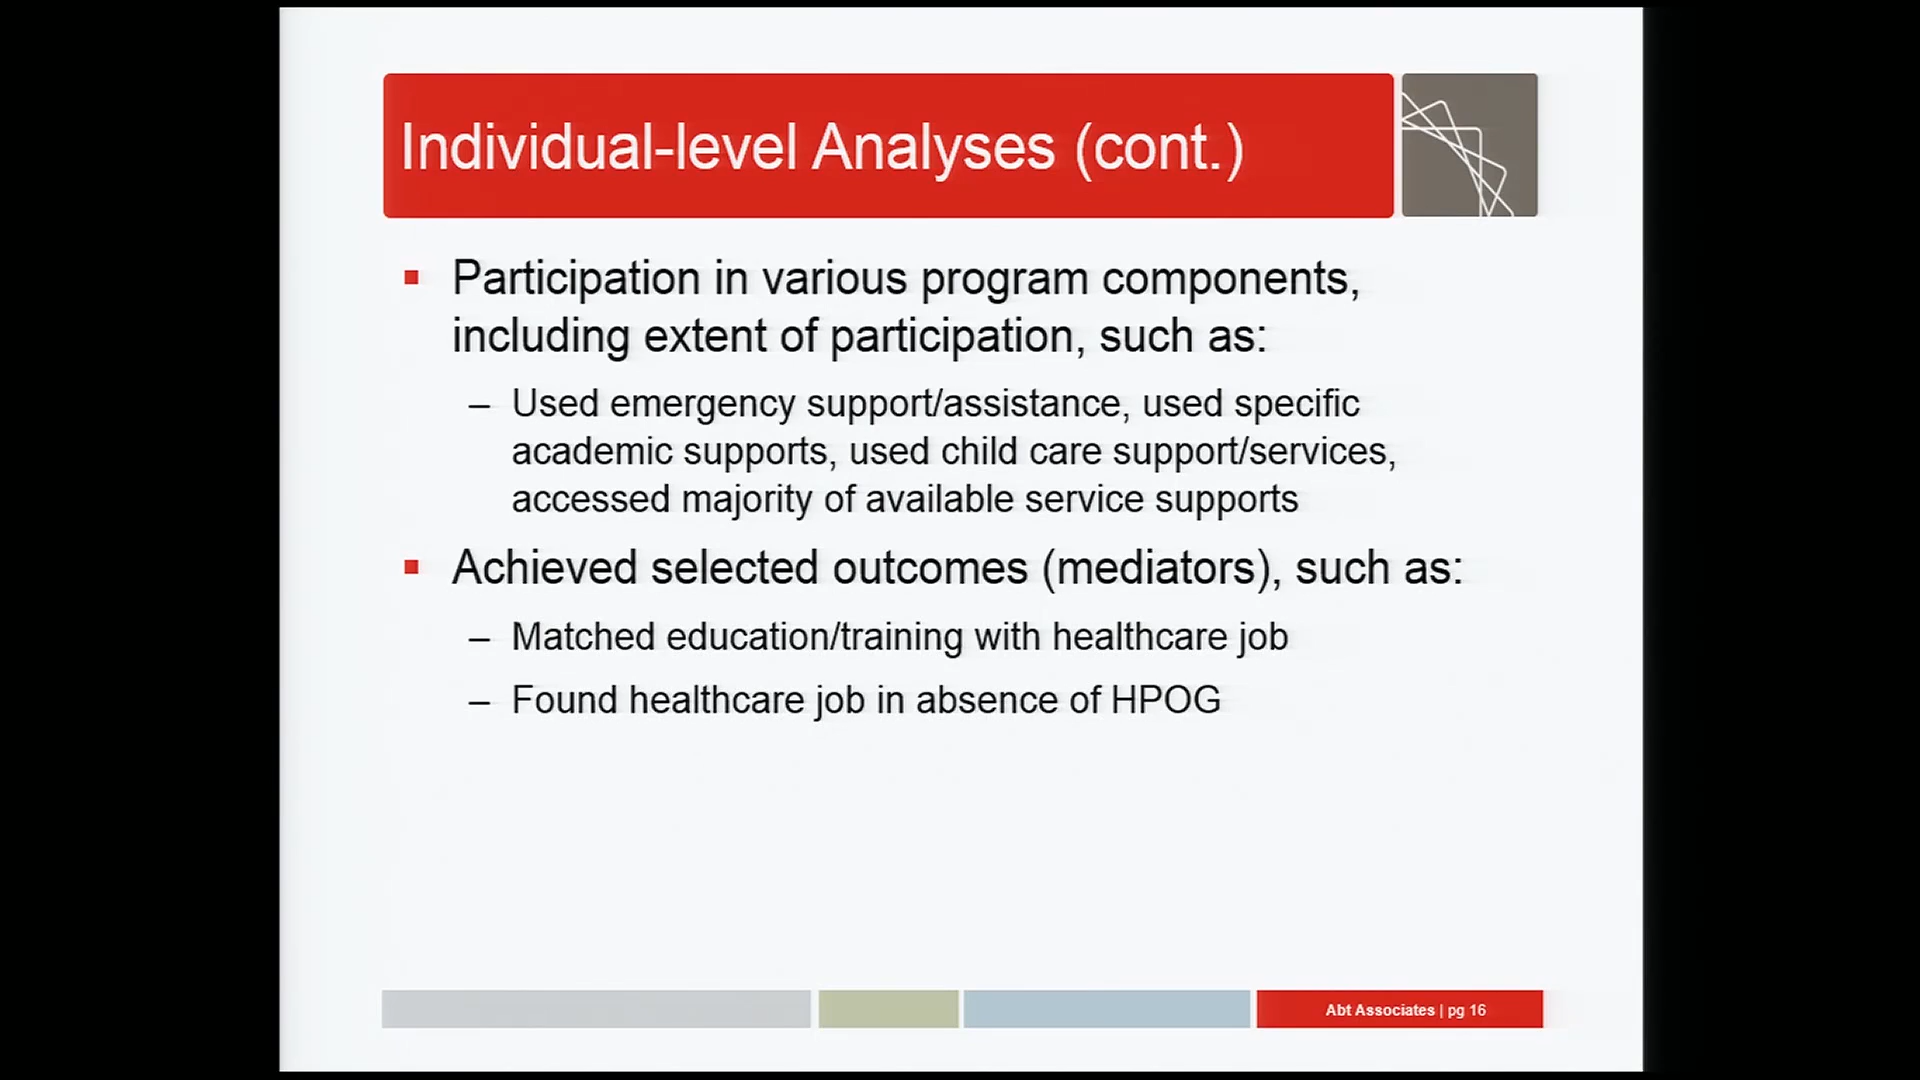 Individual-level Analyses (cont.)
Participation in various program components,
including extent of participation, such as:
– Used emergency support/assistance, used specific
academic supports, used child care support/services,
accessed majority of available service supports
Achieved selected outcomes (mediators), such as:
– Matched education/training with healthcare job
– Found healthcare job in absence of HPOG
Abt Associates | pg 16